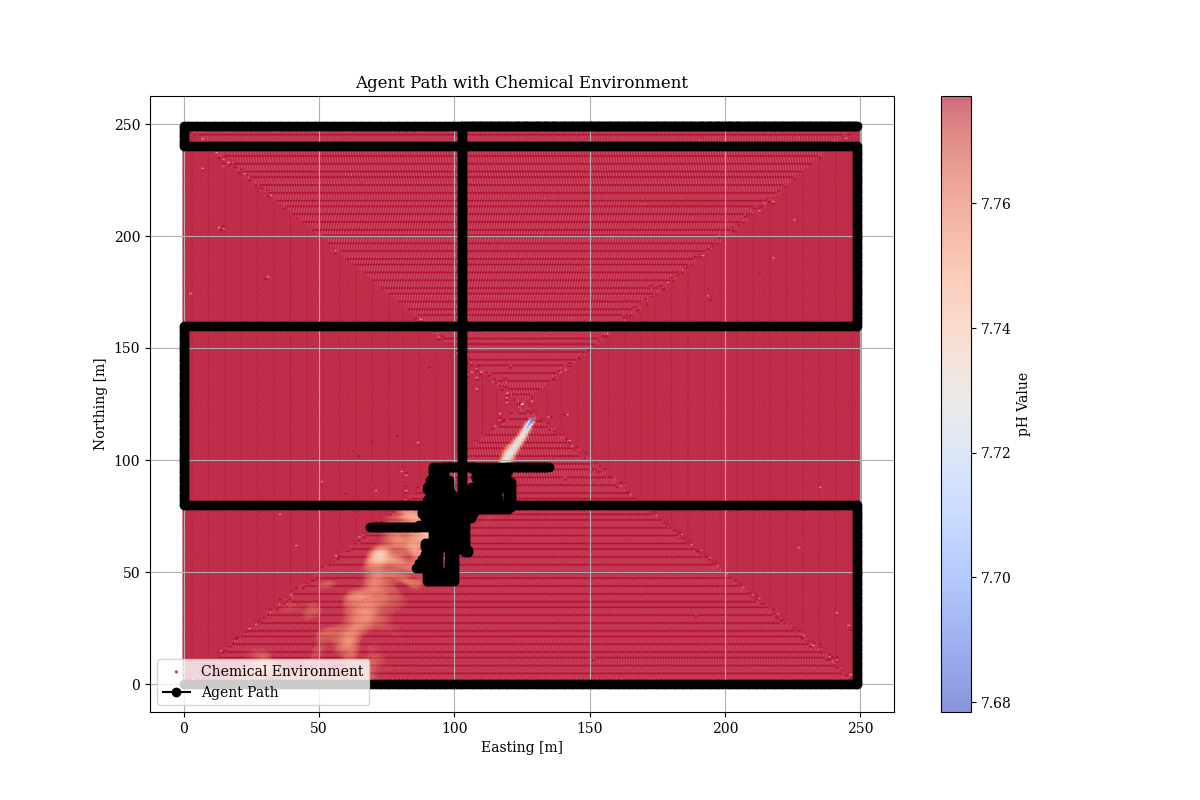 Agent Path with Chemical Environment
250
200
150
100
50
0
Northing [m]
0 50 100 150 200 250
Easting [m]
Chemical Environment
Agent Path
7.76
7.74
7.72
7.70
7.68
pH Value